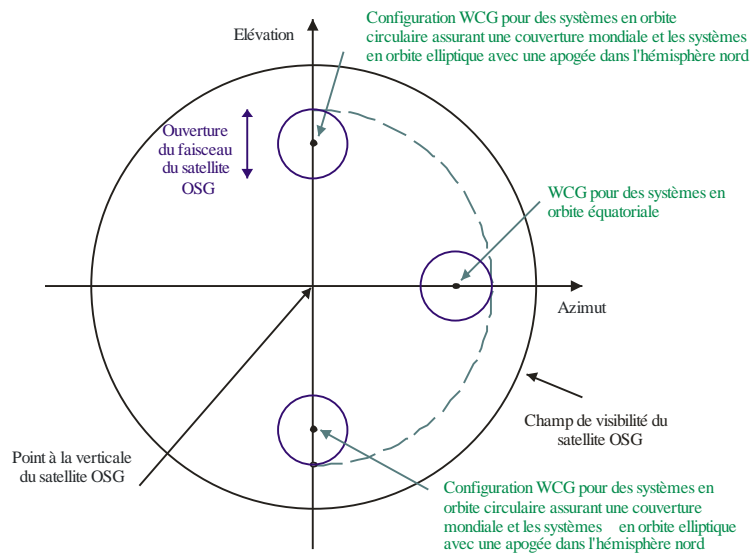 Configuration WCG pour des systèmes en orbite
circulaire assurant une couverture mondiale et les systèmes
en orbite elliptique avec une apogée dans l'hémisphère nord
Elévation
Ouverture
du faisceau
du satellite
OSG
WCG pour des systèmes en
orbite équatoriale
Azimut
Champ de visibilité du
satellite OSG
Point à la verticale
du satellite OSG
Configuration WCG pour des systèmes en
orbite circulaire assurant une couverture
mondiale et les systèmes en orbite elliptique
avec une apogée dans l'hémisphère nord